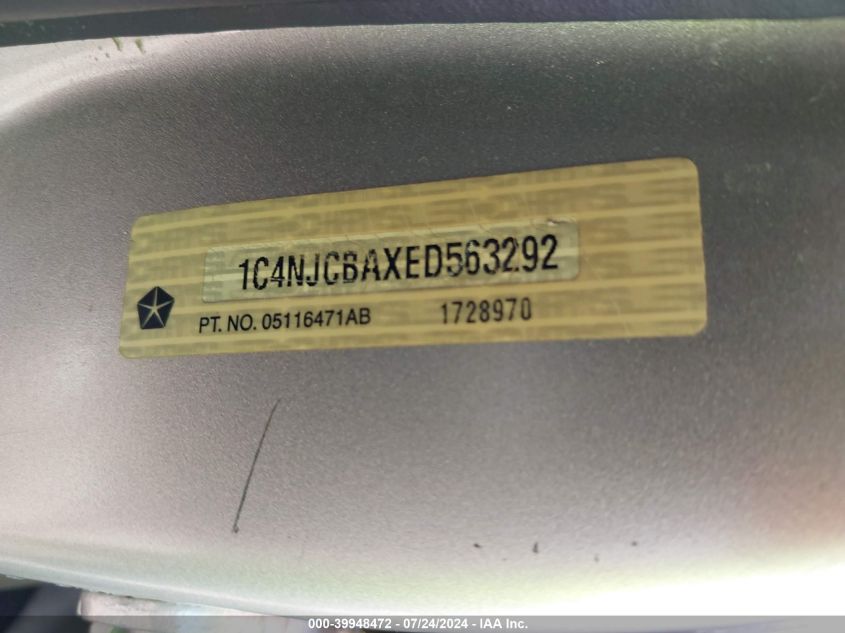 1C4NJCBAXED563292
PT. NO. 05116471AB 1728970
000-39948472 - 07/24/2024 - IAA Inc.